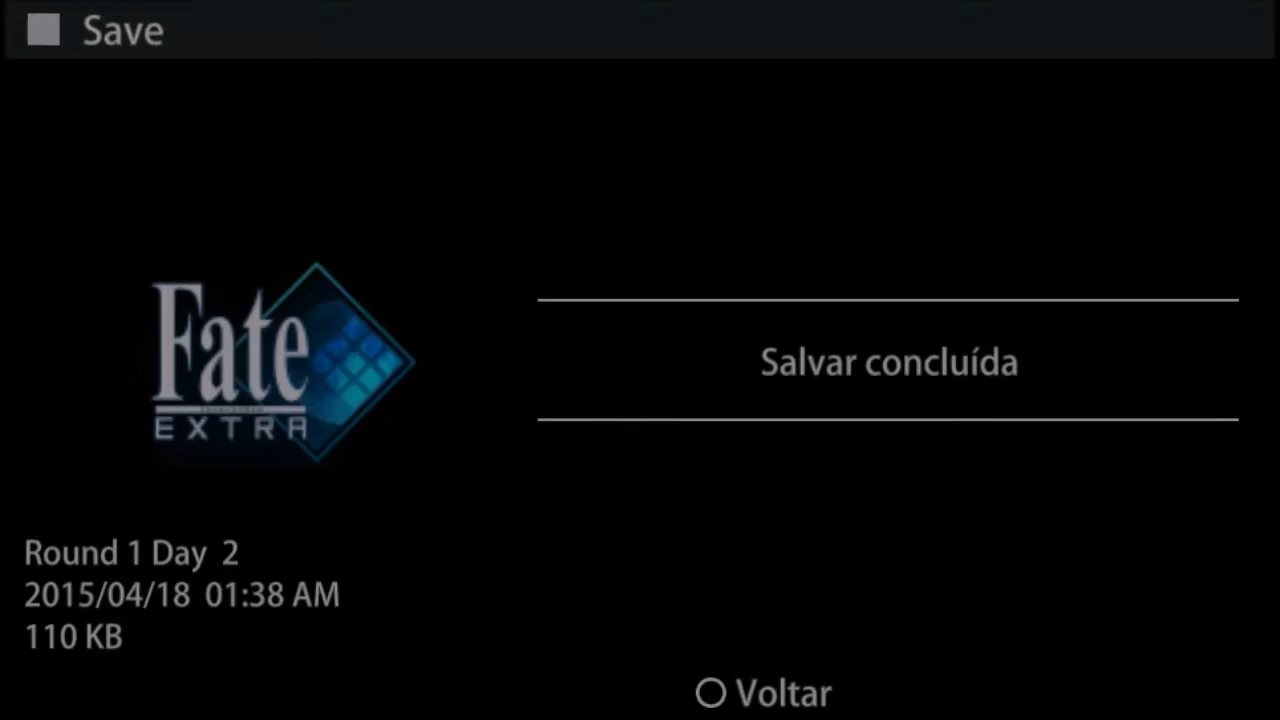 Save
Fate
EXTRA
Salvar concluída
Round 1 Day 2
2015/04/18 01:38 AM
110 KB
Voltar